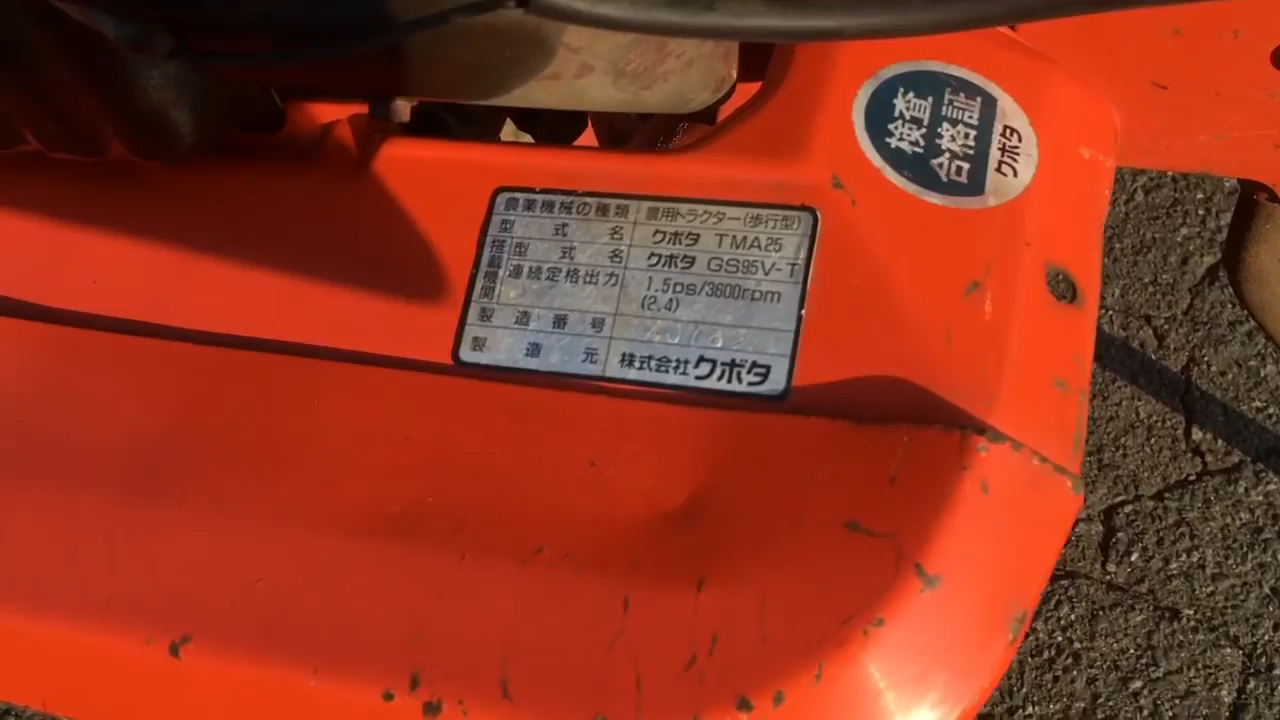 検査
合格証
クボタ
農業機械の種類 農用トラクター(歩行型)
型式名 クボタ TMA25
搭載機関 型式名 クボタ GS95V-T
連続定格出力 1.5ps/3600rpm
(2.4)
製造番号
製造元 株式会社クボタ